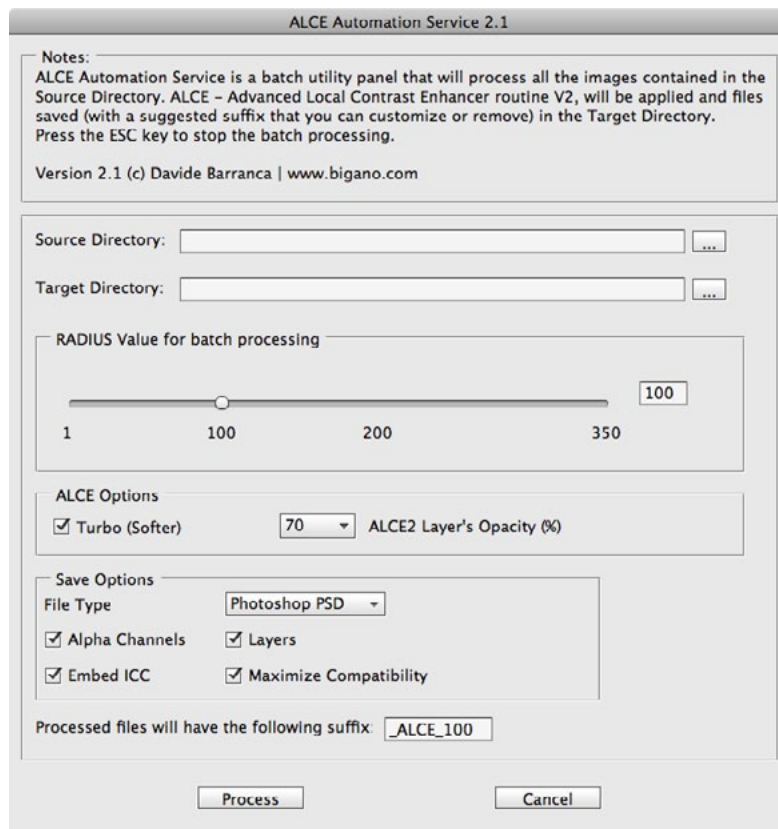 ALCE Automation Service 2.1
Notes:
ALCE Automation Service is a batch utility panel that will process all the images contained in the
Source Directory. ALCE - Advanced Local Contrast Enhancer routine V2, will be applied and files
saved (with a suggested suffix that you can customize or remove) in the Target Directory.
Press the ESC key to stop the batch processing.
Version 2.1 (c) Davide Barranca | www.bigano.com
Source Directory: ...
Target Directory: ...
RADIUS Value for batch processing
100
1 100 200 350
ALCE Options
Turbo (Softer) 70 ALCE2 Layer's Opacity (%)
Save Options
File Type Photoshop PSD
Alpha Channels Layers
Embed ICC Maximize Compatibility
Processed files will have the following suffix: _ALCE_100
Process Cancel